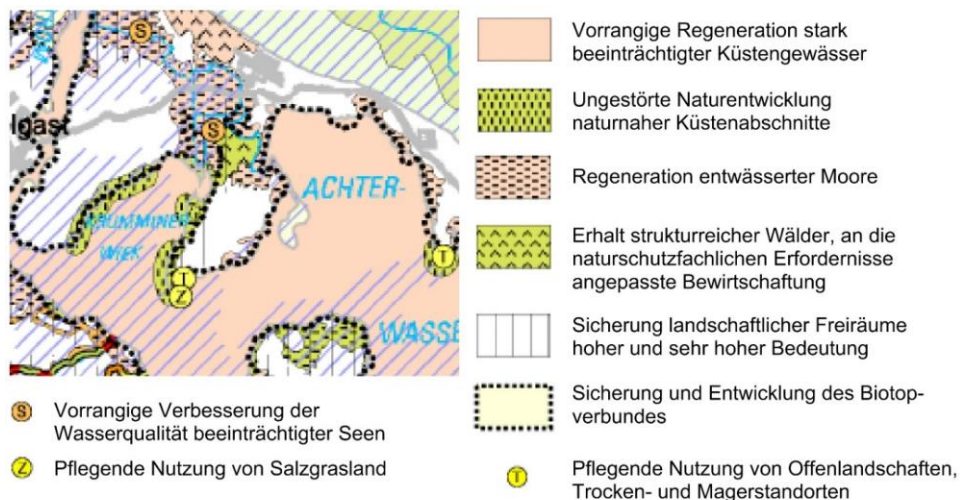 S
lgast
S
ACHTER-
KRUMMINER
WIEK
T
Z
T
WASSE
Vorrangige Regeneration stark
beeinträchtigter Küstengewässer
Ungestörte Naturentwicklung
naturnaher Küstenabschnitte
Regeneration entwässerter Moore
Erhalt strukturreicher Wälder, an die
naturschutzfachlichen Erfordernisse
angepasste Bewirtschaftung
Sicherung landschaftlicher Freiräume
hoher und sehr hoher Bedeutung
Sicherung und Entwicklung des Biotop-
verbundes
S Vorrangige Verbesserung der
Wasserqualität beeinträchtigter Seen
Z Pflegende Nutzung von Salzgrasland
T Pflegende Nutzung von Offenlandschaften,
Trocken- und Magerstandorten